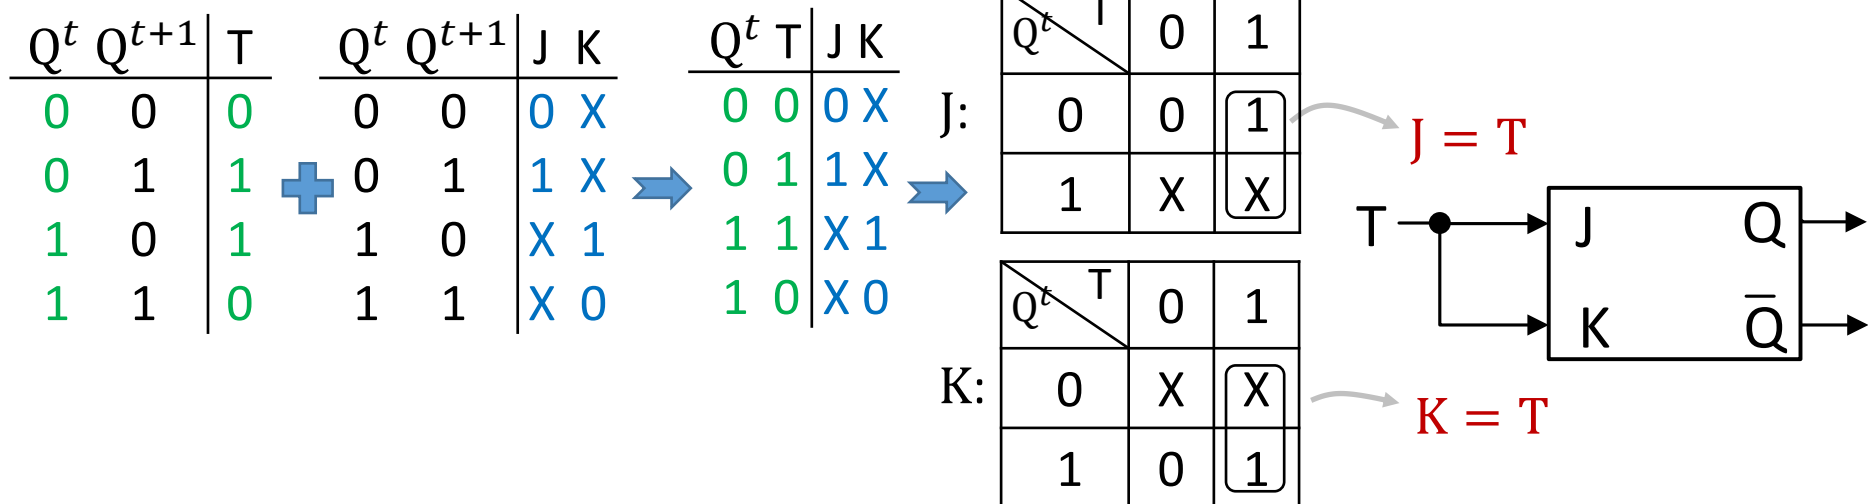 Qᵗ Qᵗ⁺¹ T
0 0 0
0 1 1
1 0 1
1 1 0
Qᵗ Qᵗ⁺¹ J K
0 0 0 X
0 1 1 X
1 0 X 1
1 1 X 0
Qᵗ T J K
0 0 0 X
0 1 1 X
1 1 X 1
1 0 X 0
J:
Qᵗ T 0 1
0 0 1
1 X X
J = T
K:
Qᵗ T 0 1
0 X X
1 0 1
K = T
T J Q
K Q̅